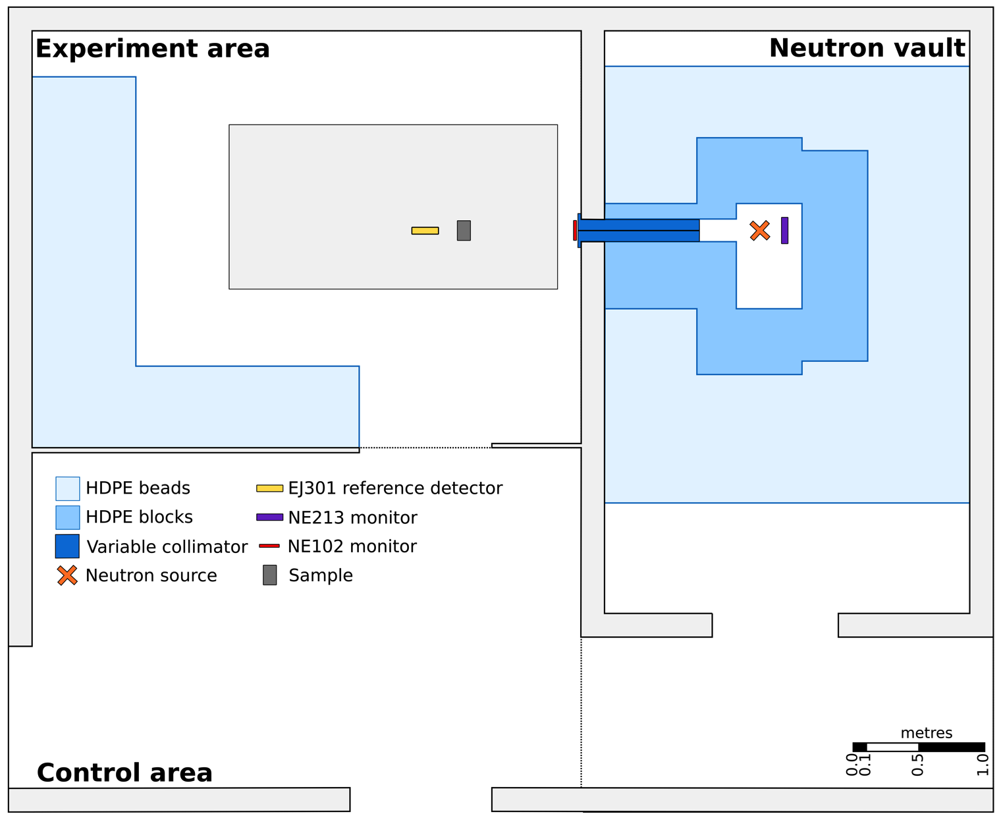 Experiment area
Neutron vault
HDPE beads
HDPE blocks
Variable collimator
Neutron source
EJ301 reference detector
NE213 monitor
NE102 monitor
Sample
metres
0.0
0.1
0.5
1.0
Control area